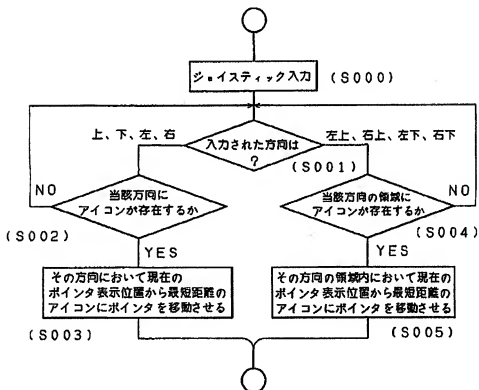 ジョイスティック入力
(S000)
上、下、左、右
入力された方向は
?
左上、右上、左下、右下
(S001)
NO
当該方向に
アイコンが存在するか
(S002)
当該方向の領域に
アイコンが存在するか
NO
(S004)
YES
YES
その方向において現在の
ポインタ表示位置から最短距離の
アイコンにポインタを移動させる
(S003)
その方向の領域内において現在の
ポインタ表示位置から最短距離の
アイコンにポインタを移動させる
(S005)